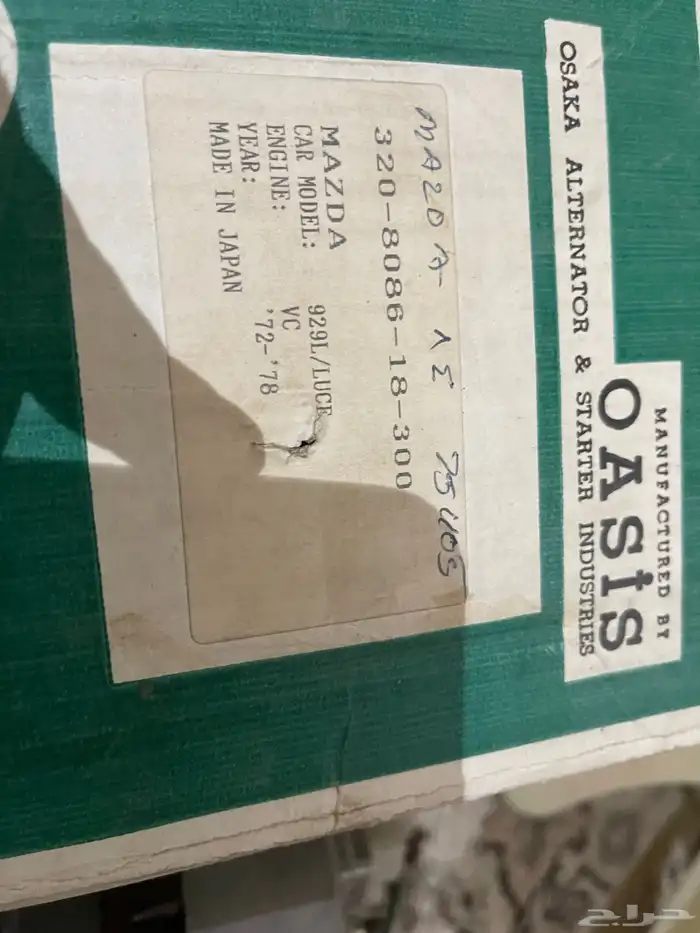 MANUFACTURED BY
OASiS
OSAKA ALTERNATOR & STARTER INDUSTRIES
MAZDA
320-8086-18-300
MAZDA
CAR MODEL: 929L/LUCE
ENGINE: VC
YEAR: '72-'78
MADE IN JAPAN
حراج